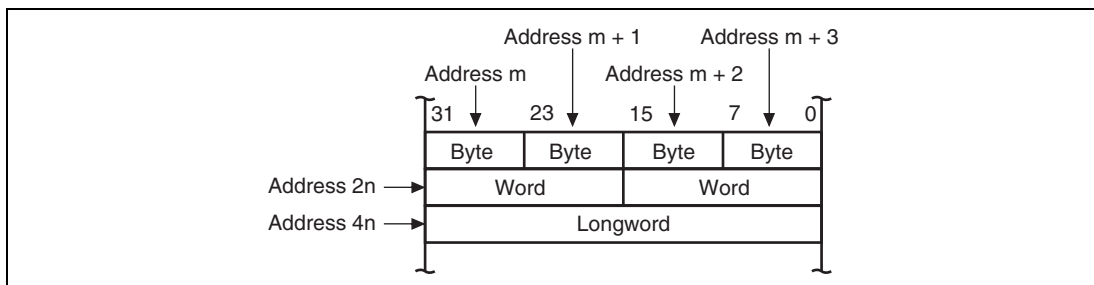 Address m + 1 Address m + 3
Address m Address m + 2
31 23 15 7 0
Byte Byte Byte Byte
Address 2n Word Word
Address 4n Longword